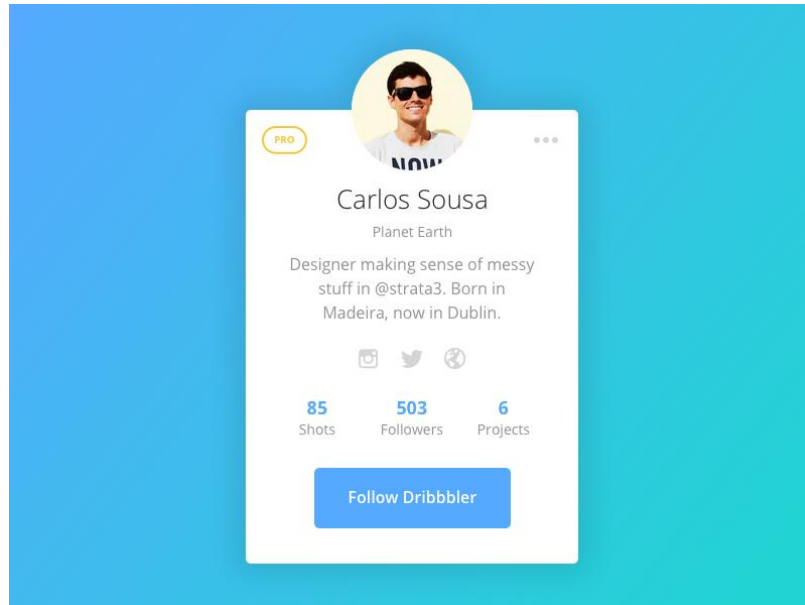 PRO
NOW
Carlos Sousa
Planet Earth
Designer making sense of messy
stuff in @strata3. Born in
Madeira, now in Dublin.
85 503 6
Shots Followers Projects
Follow Dribbbler